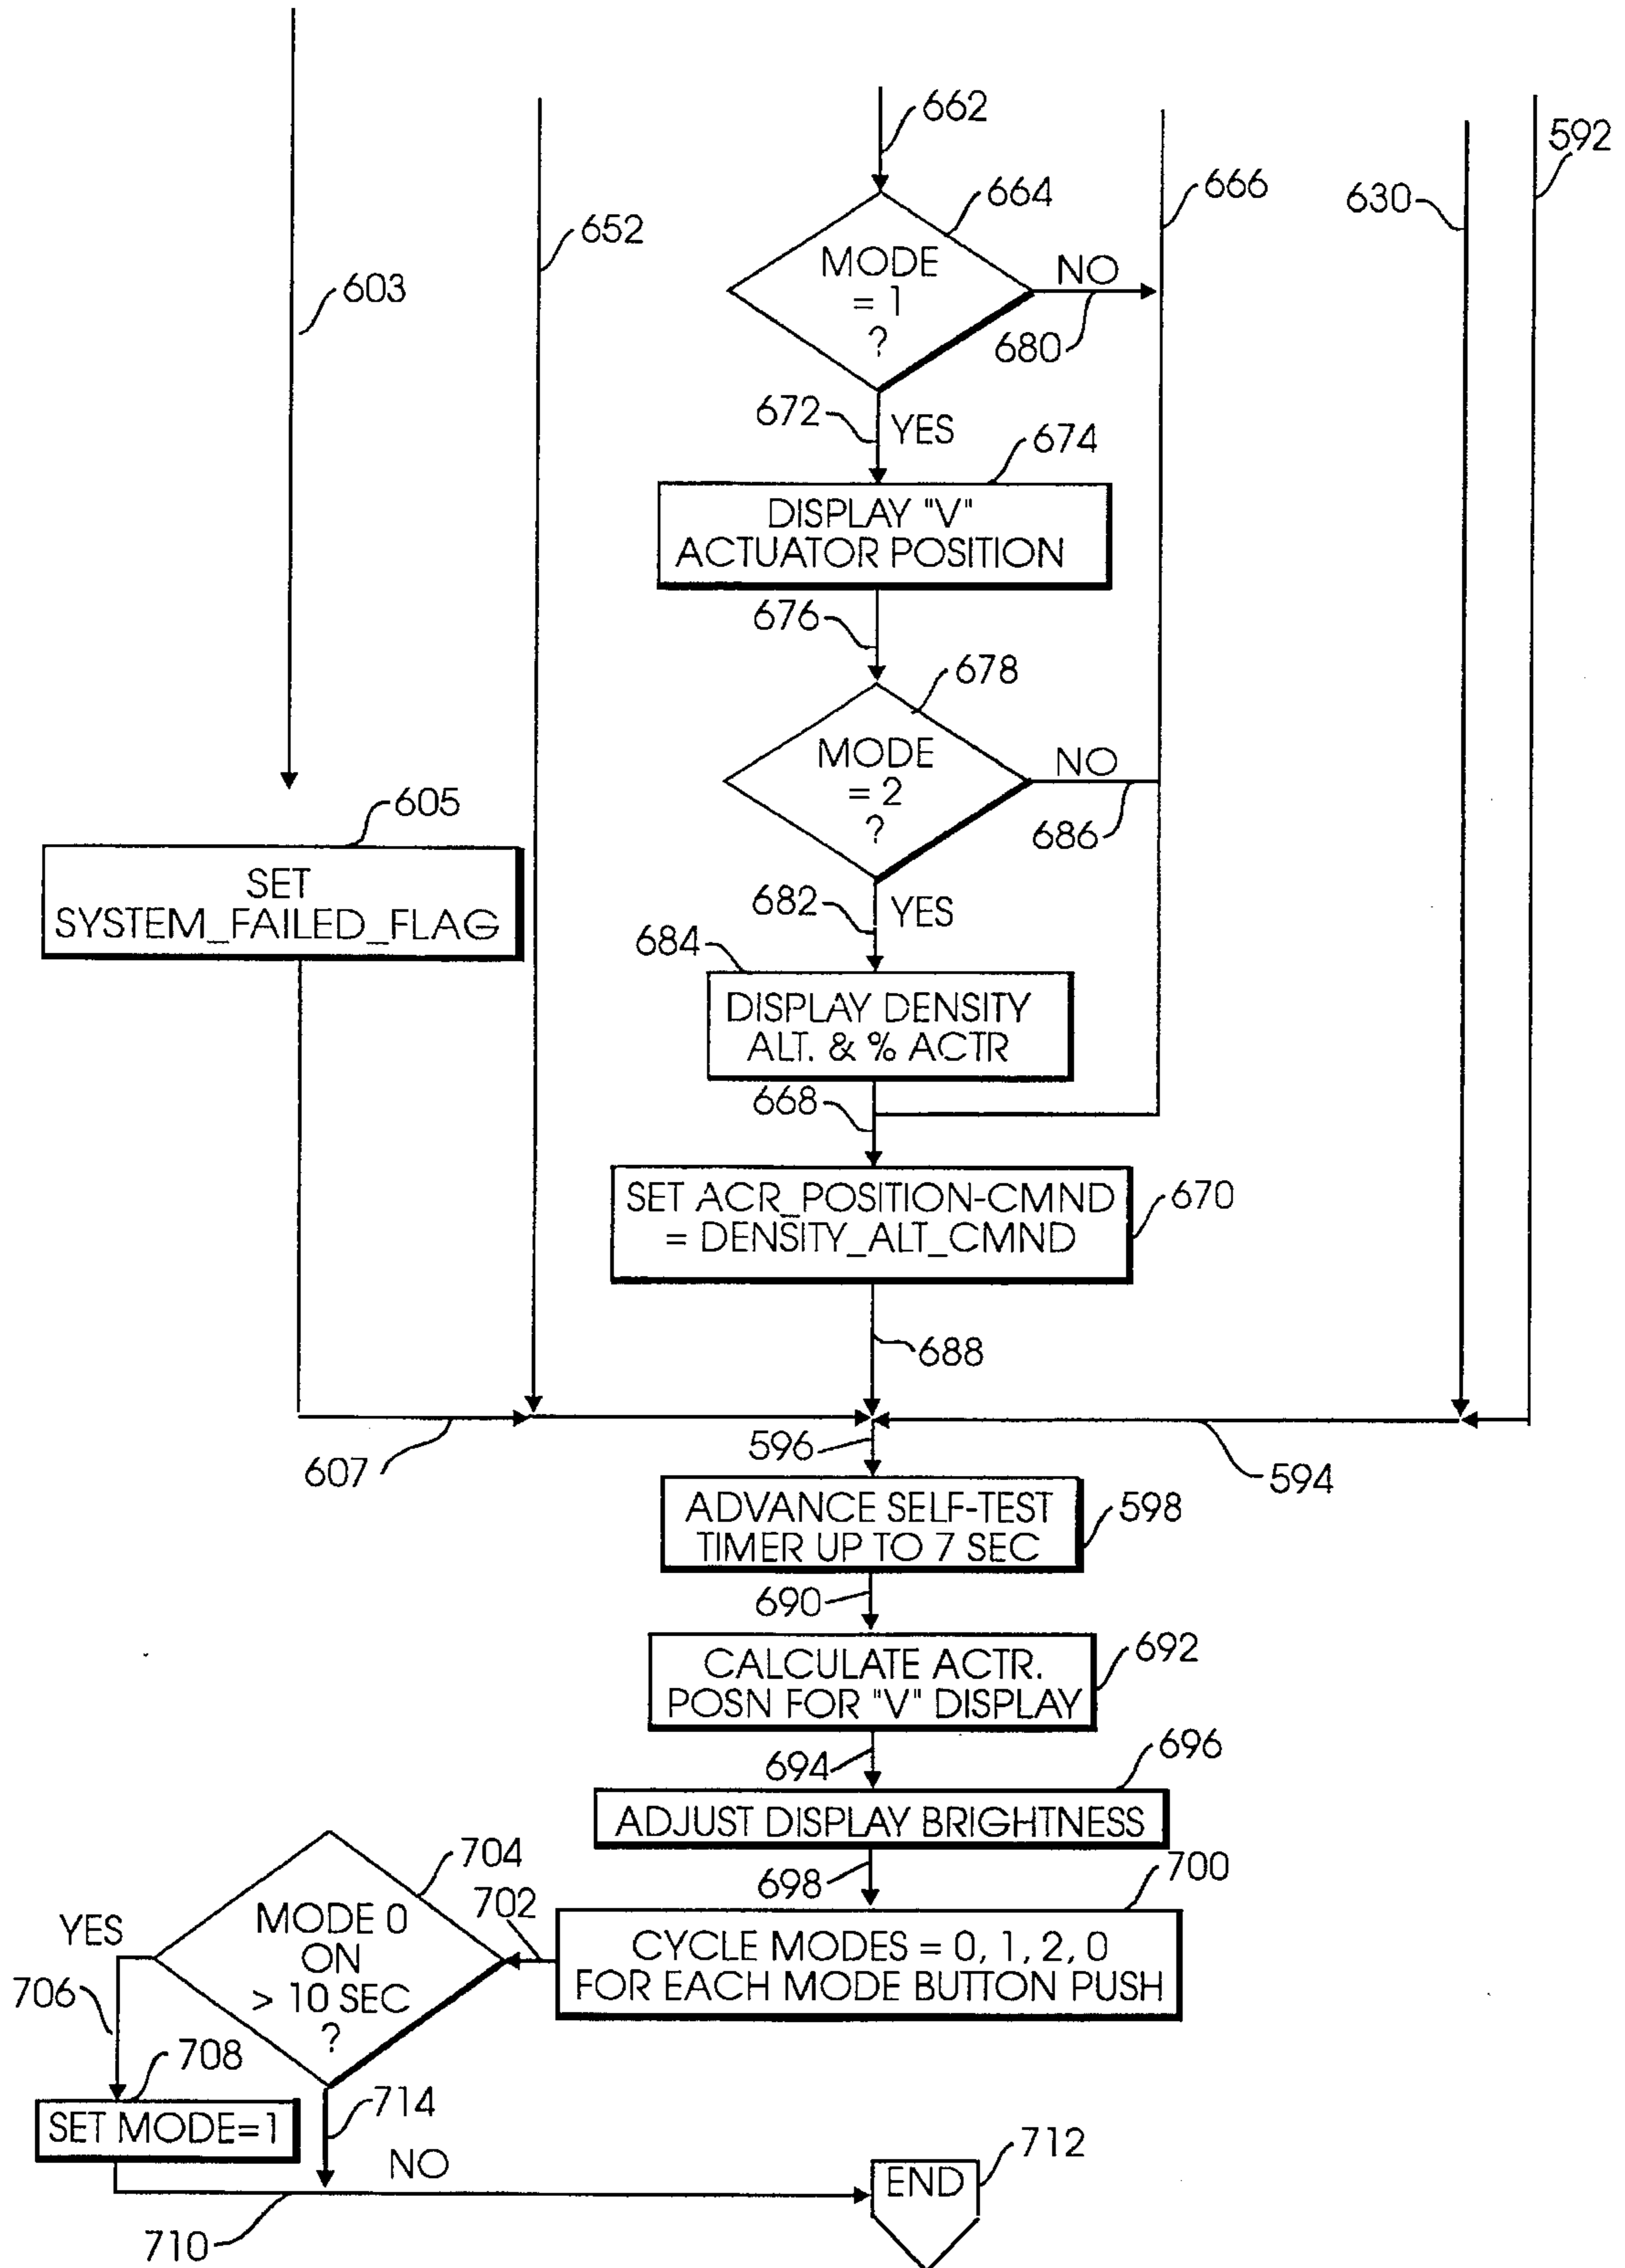 662
592
664
666
630
652
MODE
= 1
?
NO
603
680
672
YES
674
DISPLAY "V"
ACTUATOR POSITION
676
678
MODE
= 2
?
NO
605
686
SET
SYSTEM_FAILED_FLAG
682
YES
684
DISPLAY DENSITY
ALT. & % ACTR
668
SET ACR_POSITION-CMND
= DENSITY_ALT_CMND
670
688
596
607
594
ADVANCE SELF-TEST
TIMER UP TO 7 SEC
598
690
CALCULATE ACTR.
POSN FOR "V" DISPLAY
692
694
696
ADJUST DISPLAY BRIGHTNESS
704
698
700
702
YES
MODE 0
ON
> 10 SEC
?
CYCLE MODES = 0, 1, 2, 0
FOR EACH MODE BUTTON PUSH
706
708
714
SET MODE=1
NO
712
END
710